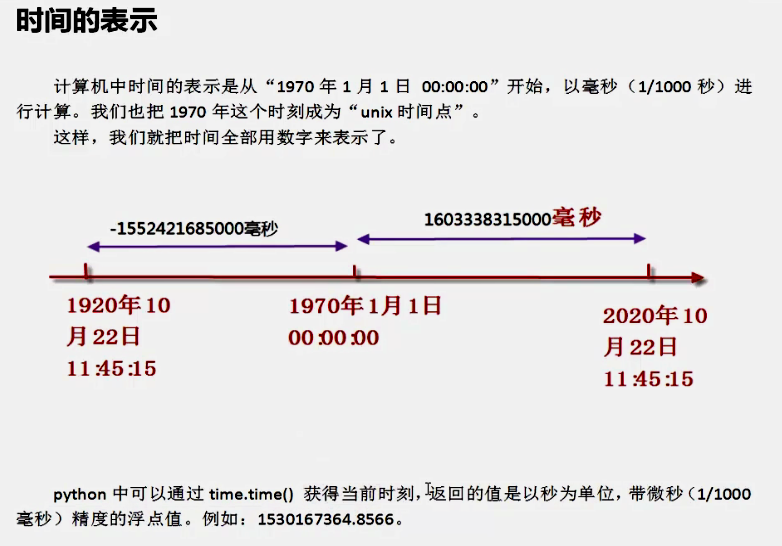 时间的表示
计算机中时间的表示是从“1970 年 1 月 1 日 00:00:00”开始，以毫秒（1/1000 秒）进
行计算。我们也把 1970 年这个时刻成为“unix 时间点”。
这样，我们就把时间全部用数字来表示了。
-1552421685000毫秒
1603338315000毫秒
1920年10
月22日
11:45:15
1970年1月1日
00:00:00
2020年10
月22日
11:45:15
python 中可以通过 time.time() 获得当前时刻，返回的值是以秒为单位，带微秒（1/1000
毫秒）精度的浮点值。例如：1530167364.8566。